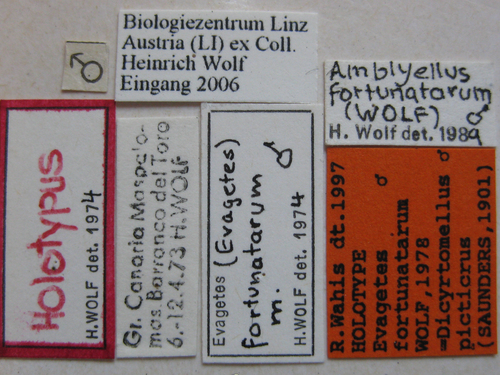 ♂
Biologiezentrum Linz
Austria (LI) ex Coll.
Heinrich Wolf
Eingang 2006
Amblyellus
fortunatarum
(WOLF) ♂
H. Wolf det. 1989
Holotypus
H.WOLF det. 1974
Gr. Canaria Maspalo-
mas Barranco del Toro
6.-12.4.73 H.WOLF
Evagetes (Evagetes)
fortunatarum ♂
m.
H.WOLF det. 1974
R.Wahis dt.1997
HOLOTYPE
Evagetes ♂
fortunatarum
WOLF,1978
=Dicyrtomellus ♂
picticrus
(SAUNDERS,1901)